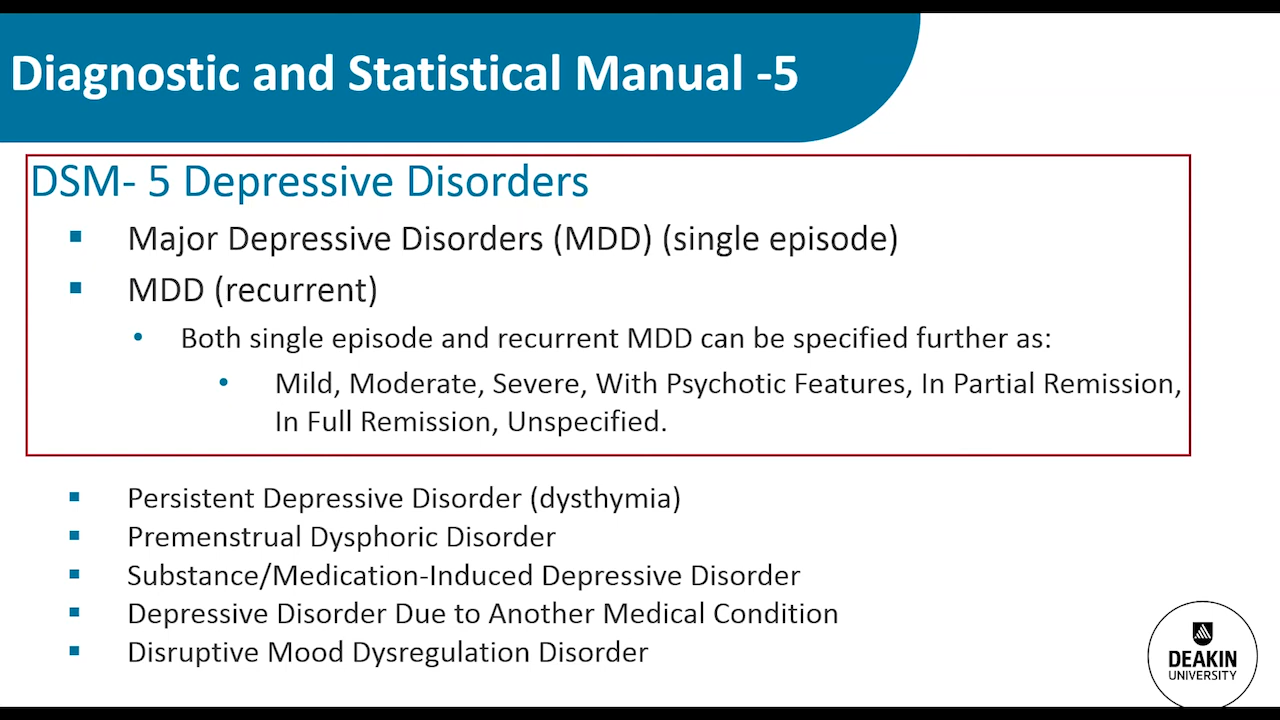 Diagnostic and Statistical Manual -5
DSM- 5 Depressive Disorders
Major Depressive Disorders (MDD) (single episode)
MDD (recurrent)
Both single episode and recurrent MDD can be specified further as:
Mild, Moderate, Severe, With Psychotic Features, In Partial Remission,
In Full Remission, Unspecified.
Persistent Depressive Disorder (dysthymia)
Premenstrual Dysphoric Disorder
Substance/Medication-Induced Depressive Disorder
Depressive Disorder Due to Another Medical Condition
Disruptive Mood Dysregulation Disorder
DEAKIN
UNIVERSITY